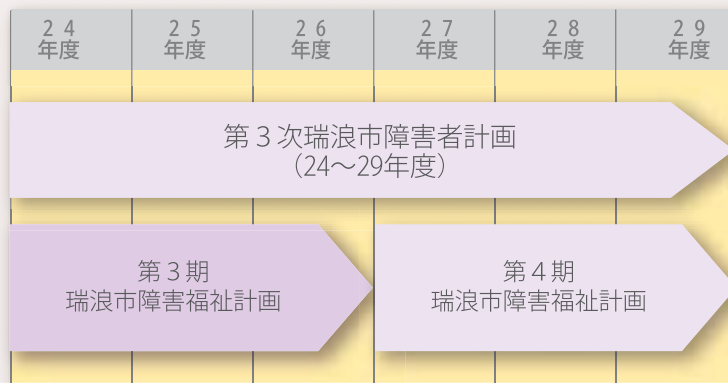 ２４ ２５ ２６ ２７ ２８ ２９
年度 年度 年度 年度 年度 年度
第３次瑞浪市障害者計画
（24～29年度）
第３期 第４期
瑞浪市障害福祉計画 瑞浪市障害福祉計画